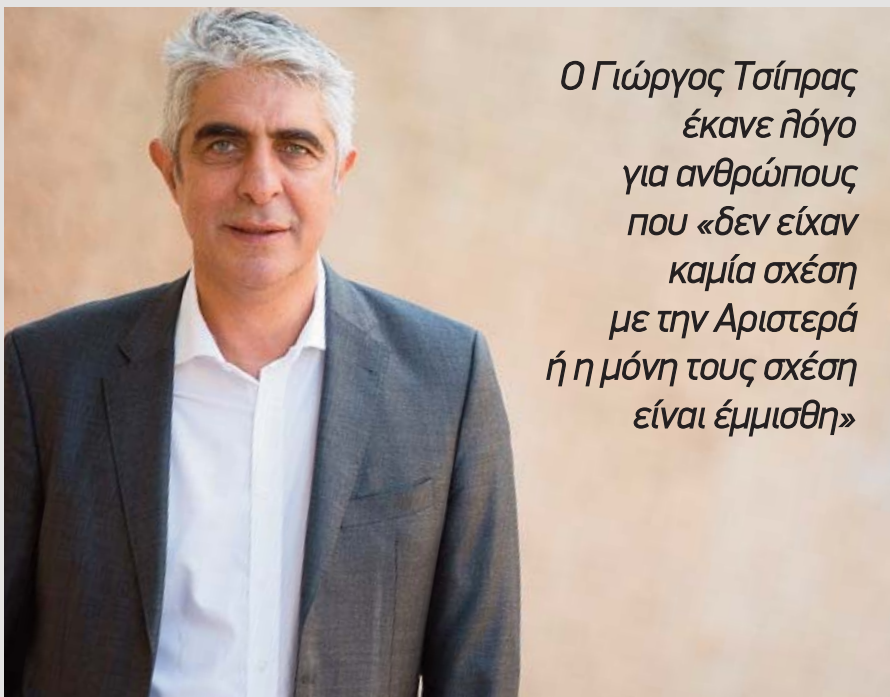 Ο Γιώργος Τσίπρας
έκανε λόγο
για ανθρώπους
που «δεν είχαν
καμία σχέση
με την Αριστερά
ή η μόνη τους σχέση
είναι έμμισθη»